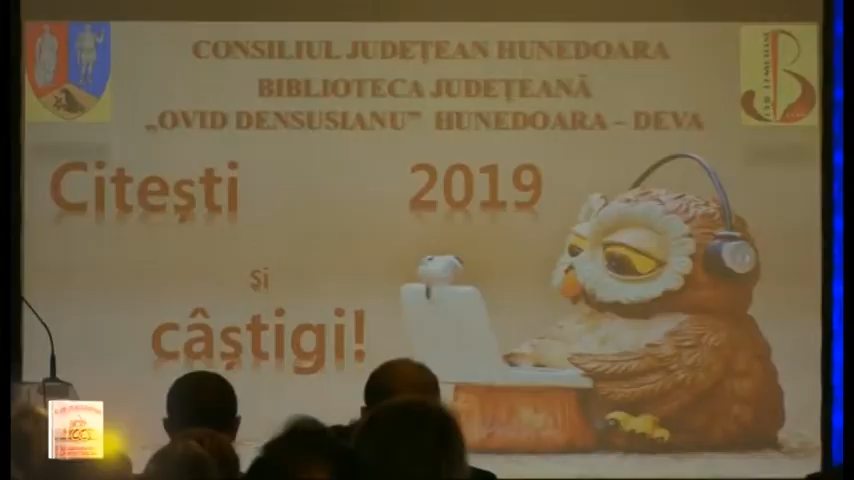 CONSILIUL JUDEȚEAN HUNEDOARA
BIBLIOTECA JUDEȚEANĂ
„OVID DENSUSIANU” HUNEDOARA – DEVA
Citești 2019
și
câștigi!